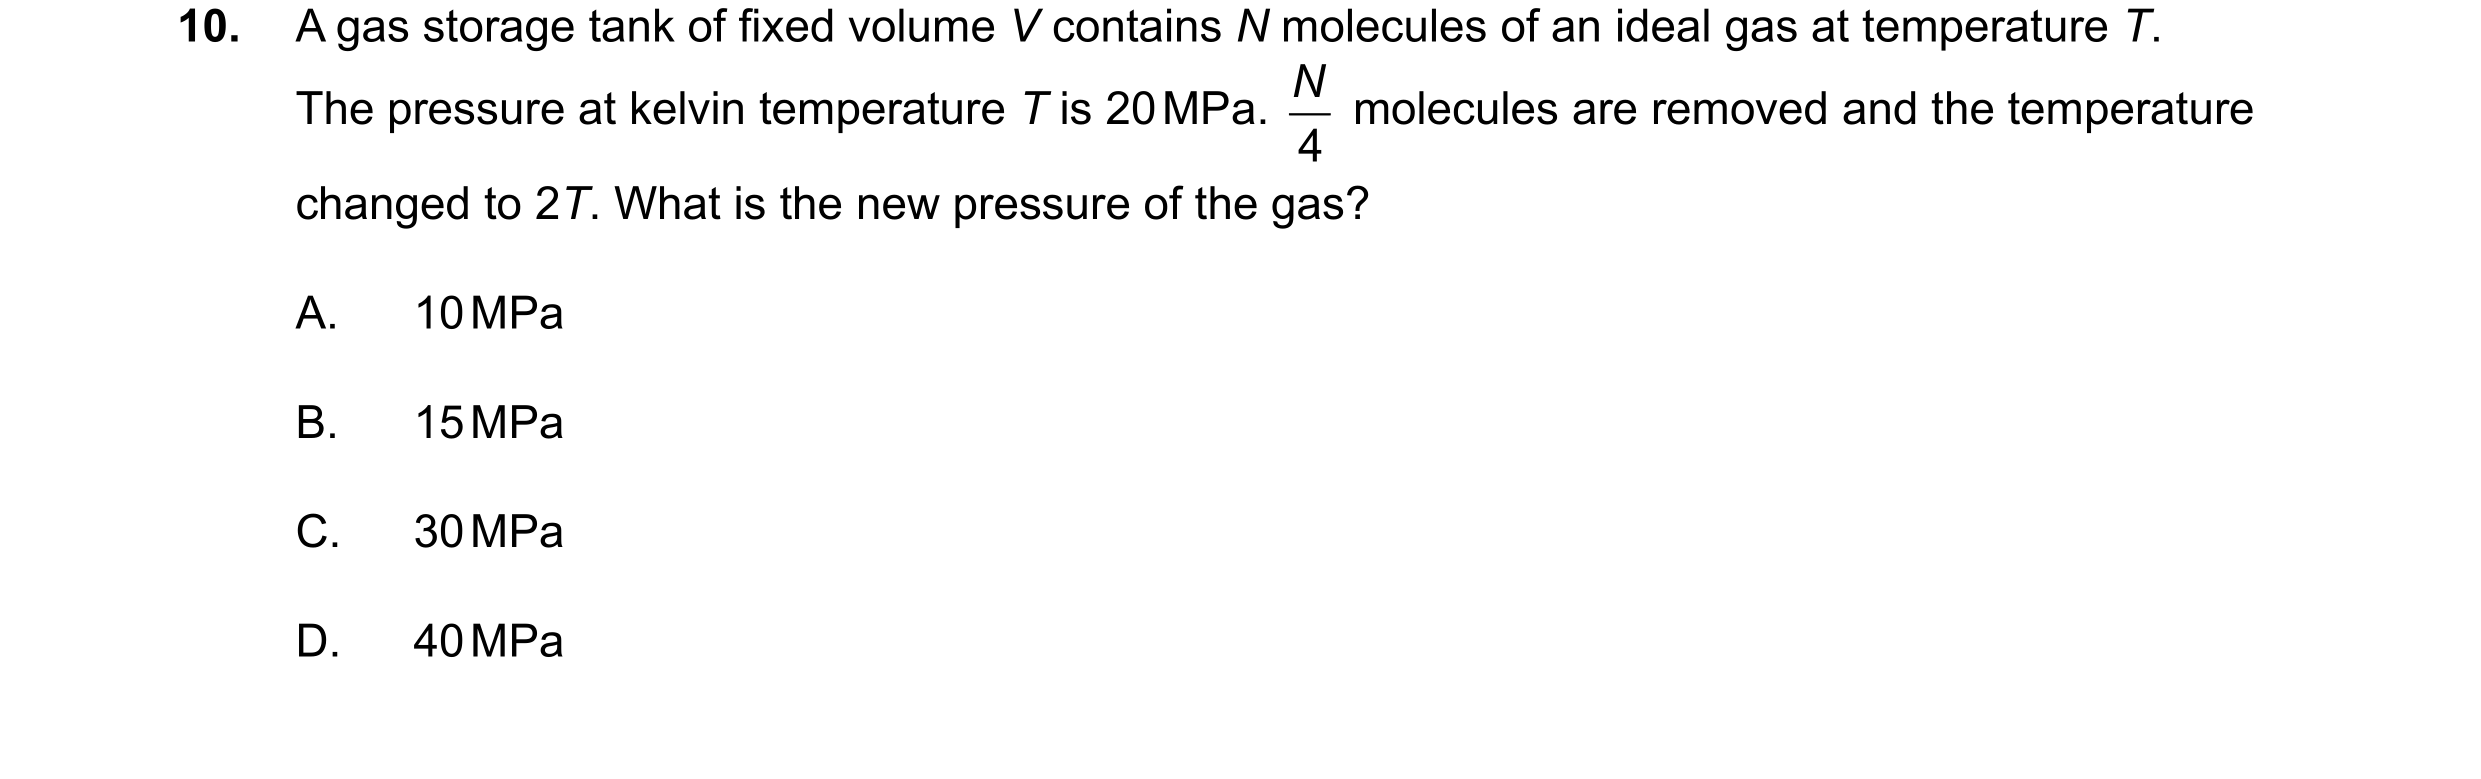 10. A gas storage tank of fixed volume V contains N molecules of an ideal gas at temperature T.
The pressure at kelvin temperature T is 20 MPa. N/4 molecules are removed and the temperature
changed to 2T. What is the new pressure of the gas?
A. 10 MPa
B. 15 MPa
C. 30 MPa
D. 40 MPa